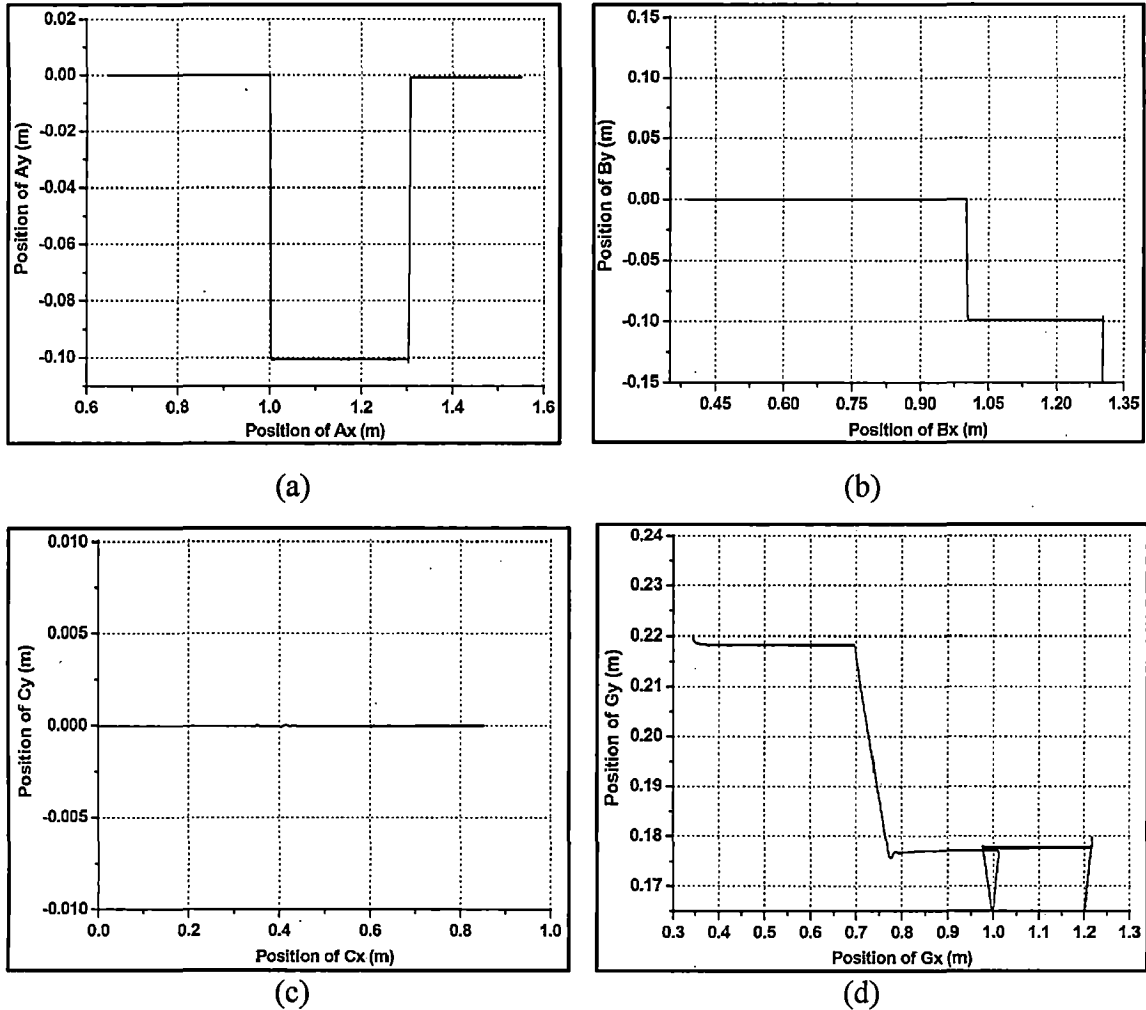 0.02
0.00
-0.02
-0.04
-0.06
-0.08
-0.10
Position of Ay (m)
0.6 0.8 1.0 1.2 1.4 1.6
Position of Ax (m)
(a)
0.15
0.10
0.05
0.00
-0.05
-0.10
-0.15
Position of By (m)
0.45 0.60 0.75 0.90 1.05 1.20 1.35
Position of Bx (m)
(b)
0.010
0.005
0.000
-0.005
-0.010
Position of Cy (m)
0.0 0.2 0.4 0.6 0.8 1.0
Position of Cx (m)
(c)
0.24
0.23
0.22
0.21
0.20
0.19
0.18
0.17
Position of Gy (m)
0.3 0.4 0.5 0.6 0.7 0.8 0.9 1.0 1.1 1.2 1.3
Position of Gx (m)
(d)